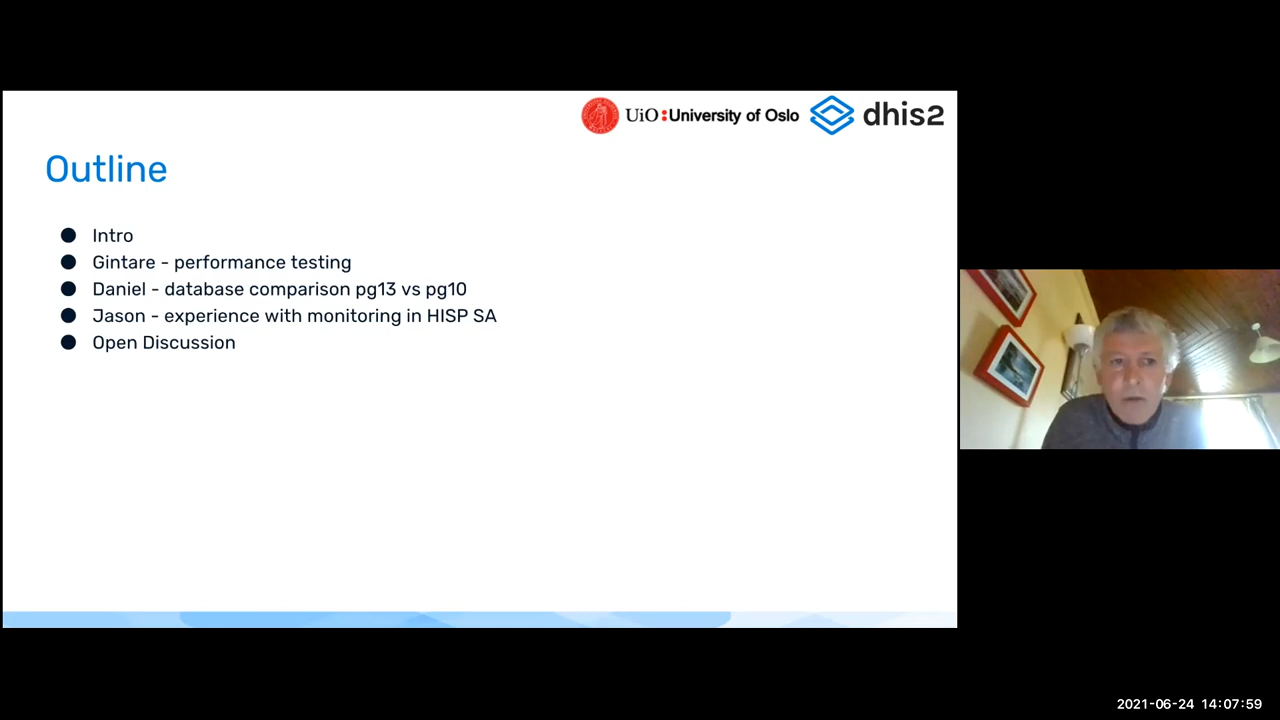 UiO:University of Oslo dhis2
Outline
● Intro
● Gintare - performance testing
● Daniel - database comparison pg13 vs pg10
● Jason - experience with monitoring in HISP SA
● Open Discussion
2021-06-24 14:07:59